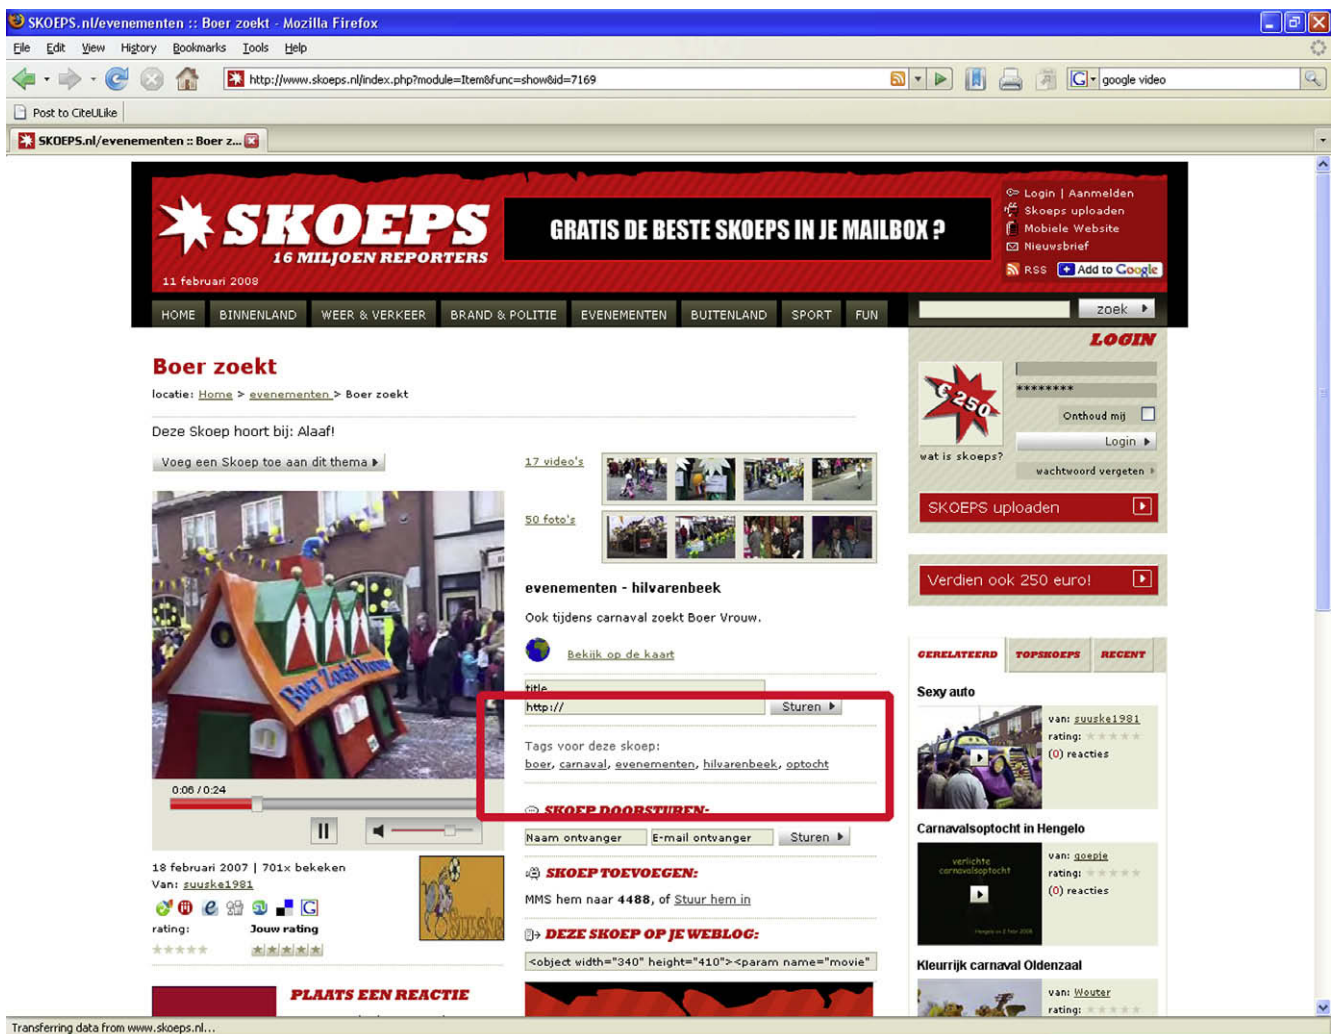 SKOEPS.nl/evenementen :: Boer zoekt - Mozilla Firefox
File Edit View History Bookmarks Tools Help
http://www.skoeps.nl/index.php?module=Item&func=show&id=7169
google video
Post to CiteULike
SKOEPS.nl/evenementen :: Boer z...
SKOEPS
16 MILJOEN REPORTERS
11 februari 2008
GRATIS DE BESTE SKOEPS IN JE MAILBOX ?
Login | Aanmelden
Skoeps uploaden
Mobiele Website
Nieuwsbrief
RSS Add to Google
HOME BINNENLAND WEER & VERKEER BRAND & POLITIE EVENEMENTEN BUITENLAND SPORT FUN
zoek
Boer zoekt
locatie: Home > evenementen > Boer zoekt
Deze Skoep hoort bij: Alaaf!
Voeg een Skoep toe aan dit thema
Boer Zoekt Vrouw
0:06 / 0:24
18 februari 2007 | 701x bekeken
Van: suuske1981
suuske
rating: Jouw rating
PLAATS EEN REACTIE
17 video's
50 foto's
evenementen - hilvarenbeek
Ook tijdens carnaval zoekt Boer Vrouw.
Bekijk op de kaart
title
http:// Sturen
Tags voor deze skoep:
boer, carnaval, evenementen, hilvarenbeek, optocht
SKOEP DOORSTUREN:
Naam ontvanger E-mail ontvanger Sturen
SKOEP TOEVOEGEN:
MMS hem naar 4488, of Stuur hem in
DEZE SKOEP OP JE WEBLOG:
<object width="340" height="410"><param name="movie"
LOGIN
€ 250
wat is skoeps?
********
Onthoud mij
Login
wachtwoord vergeten
SKOEPS uploaden
Verdien ook 250 euro!
GERELATEERD TOPSKOEPS RECENT
Sexy auto
van: suuske1981
rating:
(0) reacties
Carnavalsoptocht in Hengelo
verlichte
carnavalsoptocht
van: goepie
rating:
(0) reacties
Kleurrijk carnaval Oldenzaal
van: Wouter
rating:
Transferring data from www.skoeps.nl...